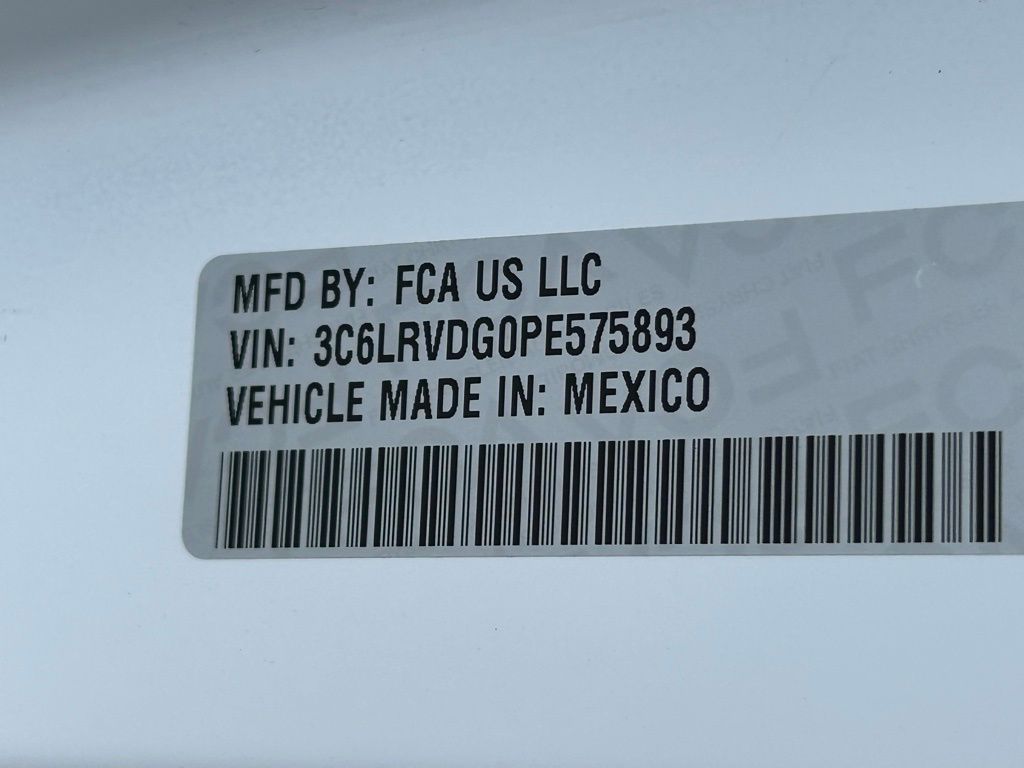 MFD BY: FCA US LLC
VIN: 3C6LRVDG0PE575893
VEHICLE MADE IN: MEXICO